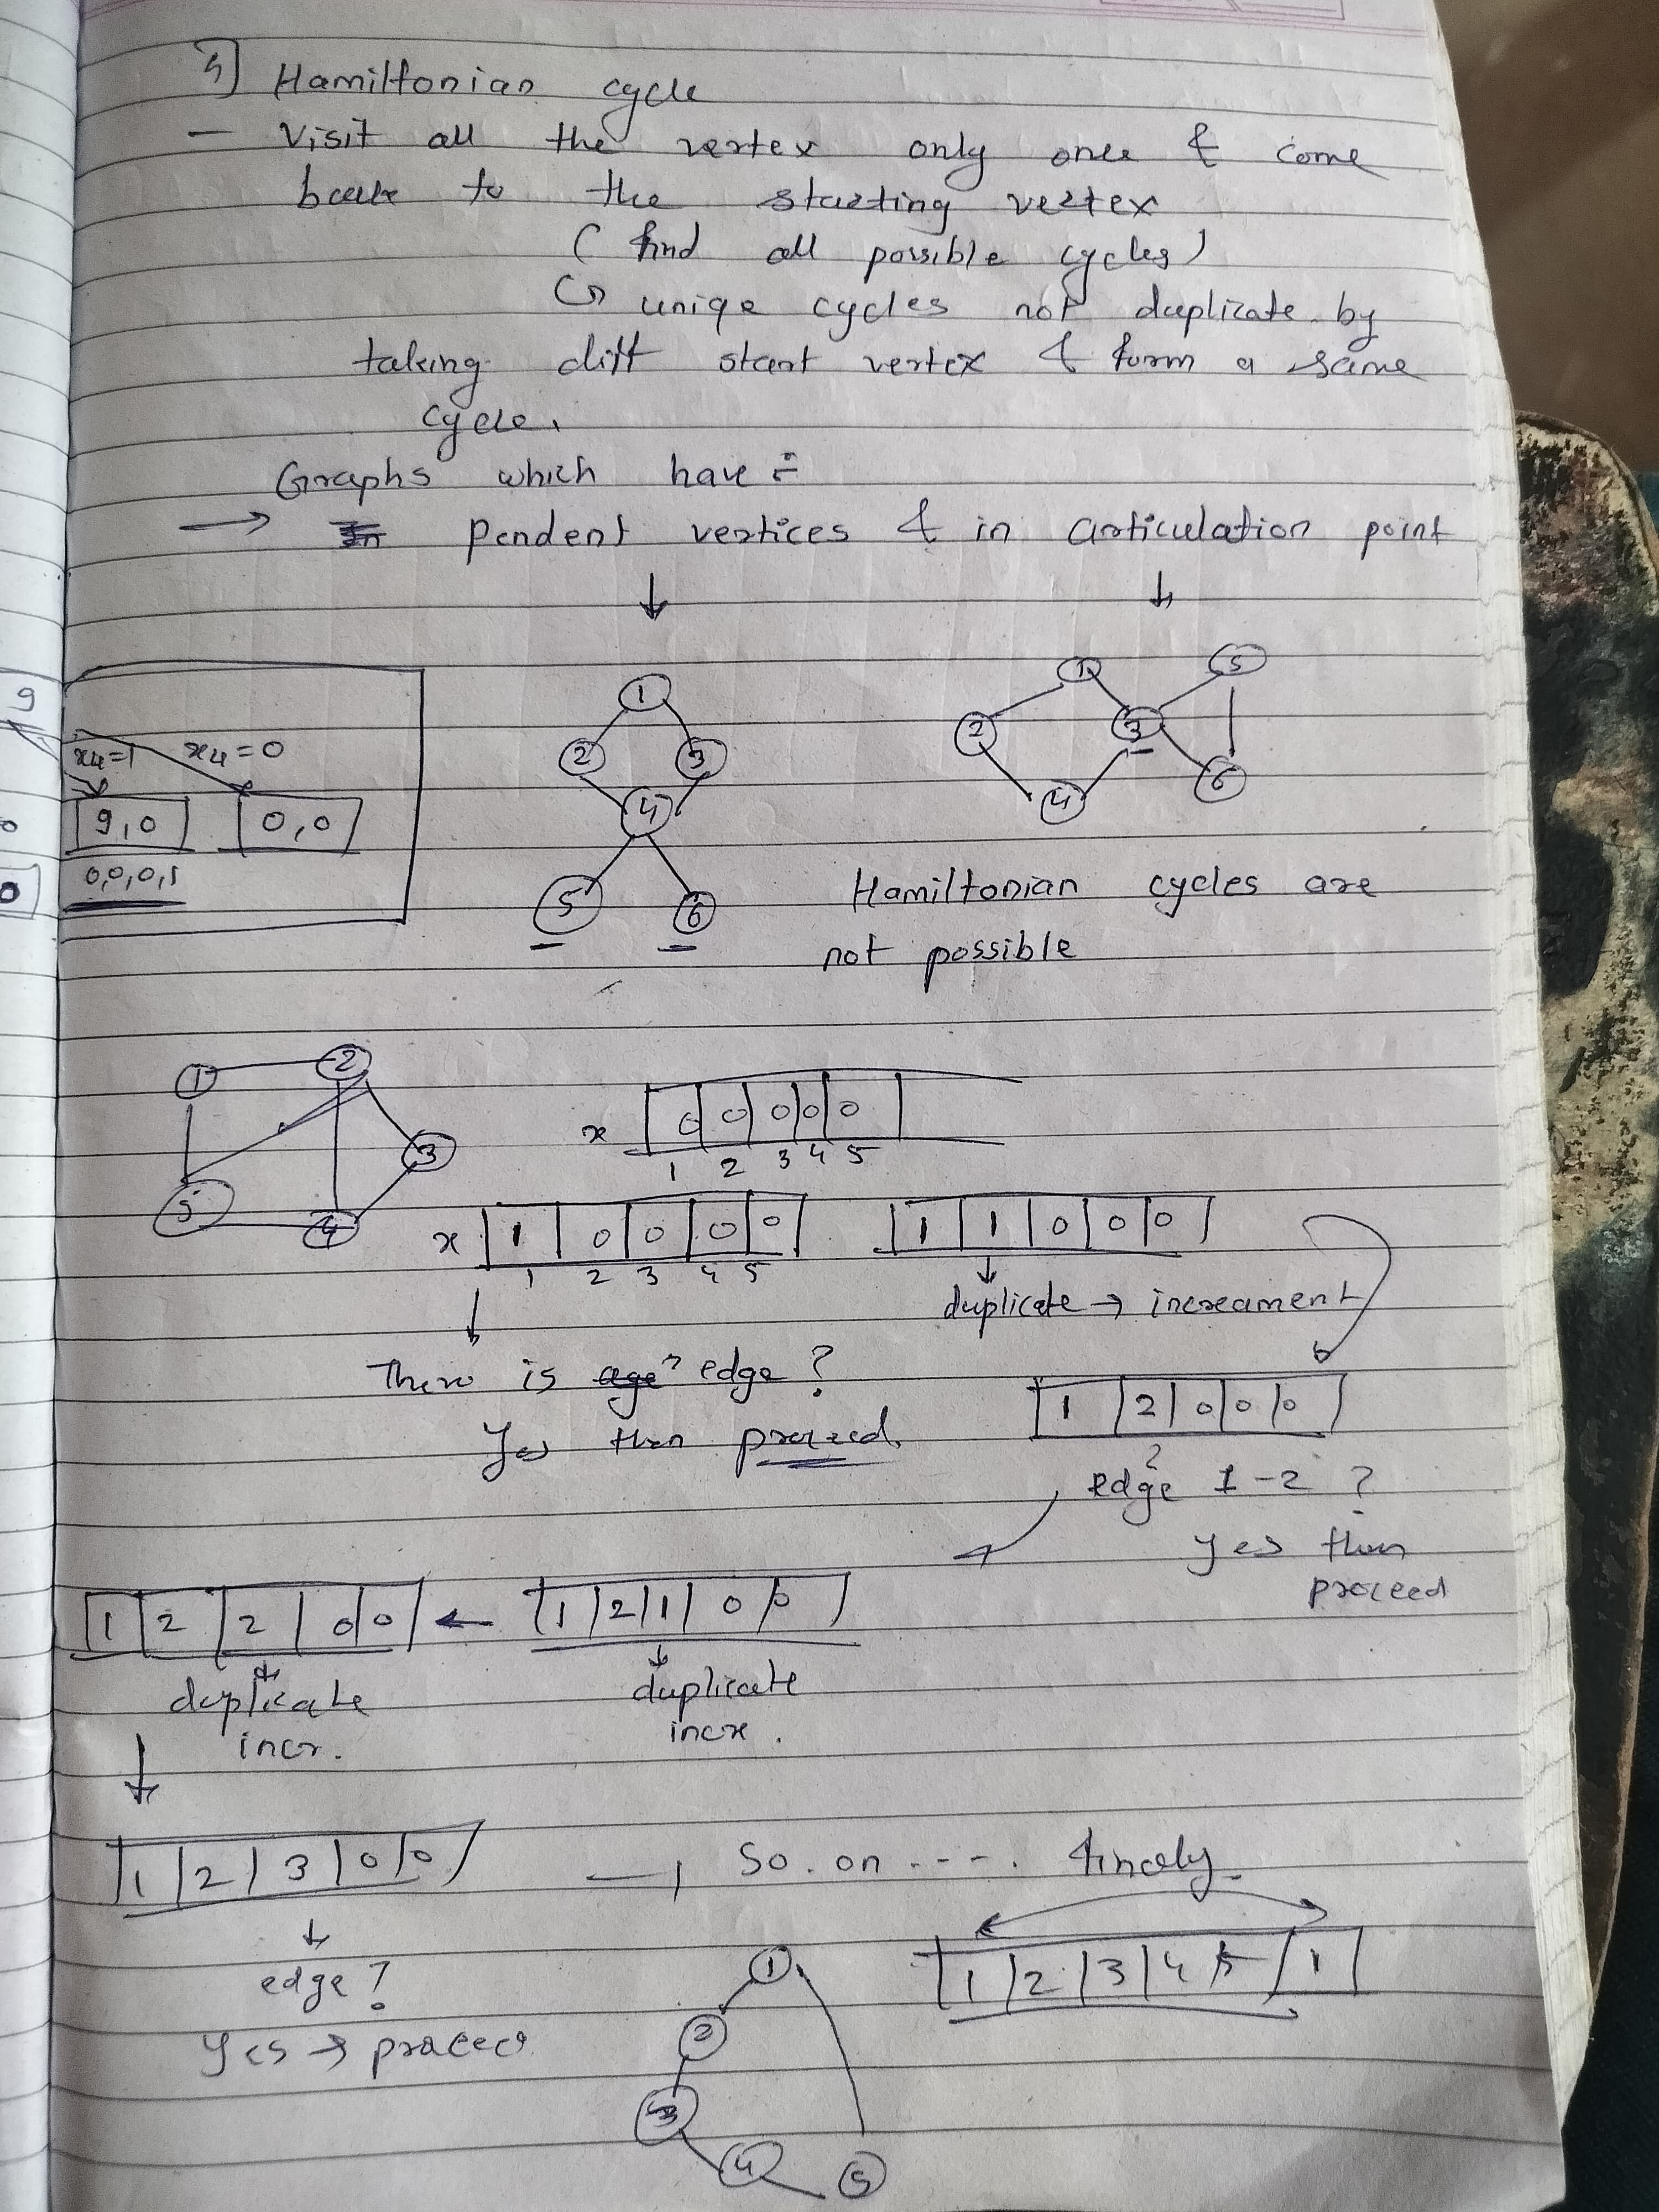 5] Hamiltonian cycle
— Visit all the vertex only once & come
back to the starting vertex
( find all possible cycles)
↪ unique cycles not duplicate by
taking diff start vertex & form a same
cycle.
Graphs which have :-
→ Pendent vertices & in articulation point
↓ ↓
9
x4=1 x4=0
9,0 0,0
0,0,0,1
0
1
2 3
4
5 6
1 5
2 3
4 6
Hamiltonian cycles are
not possible
1 2
3
5 4
x 0 0 0 0 0
1 2 3 4 5
x 1 0 0 0 0 1 1 0 0 0
1 2 3 4 5
↓
duplicate → increament
There is edge ?
Yes then proceed.
1 2 0 0 0
?
edge 1-2 ?
Yes then
proceed
1 2 2 0 0 ← 1 2 1 0 0
duplicate
incr.
duplicate
incre.
1 2 3 0 0 so. on ---. finely
edge ?
Yes → proceed
1 2 3 4 5 1
1
2
3
4 5